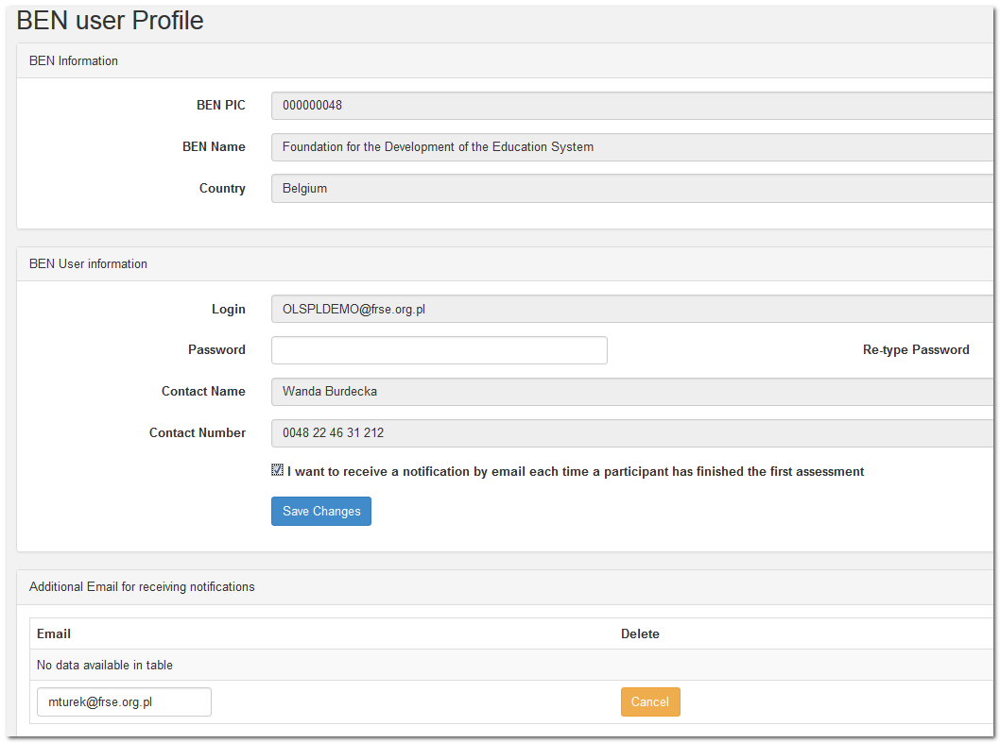 BEN user Profile
BEN Information
BEN PIC 000000048
BEN Name Foundation for the Development of the Education System
Country Belgium
BEN User information
Login OLSPLDEMO@frse.org.pl
Password Re-type Password
Contact Name Wanda Burdecka
Contact Number 0048 22 46 31 212
I want to receive a notification by email each time a participant has finished the first assessment
Save Changes
Additional Email for receiving notifications
Email Delete
No data available in table
mturek@frse.org.pl Cancel